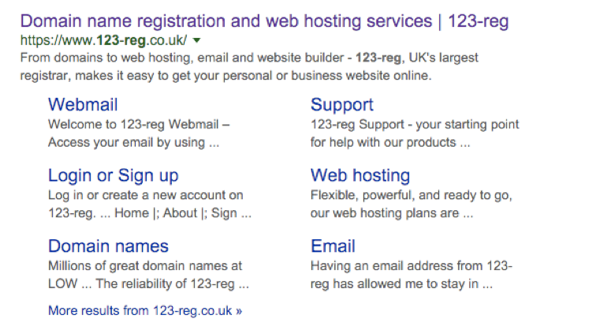 Domain name registration and web hosting services | 123-reg
https://www.123-reg.co.uk/
From domains to web hosting, email and website builder - 123-reg, UK's largest
registrar, makes it easy to get your personal or business website online.
Webmail
Welcome to 123-reg Webmail –
Access your email by using ...
Support
123-reg Support - your starting point
for help with our products ...
Login or Sign up
Log in or create a new account on
123-reg. ... Home |; About |; Sign ...
Web hosting
Flexible, powerful, and ready to go,
our web hosting plans are ...
Domain names
Millions of great domain names at
LOW ... The reliability of 123-reg ...
Email
Having an email address from 123-
reg has allowed me to stay in ...
More results from 123-reg.co.uk »